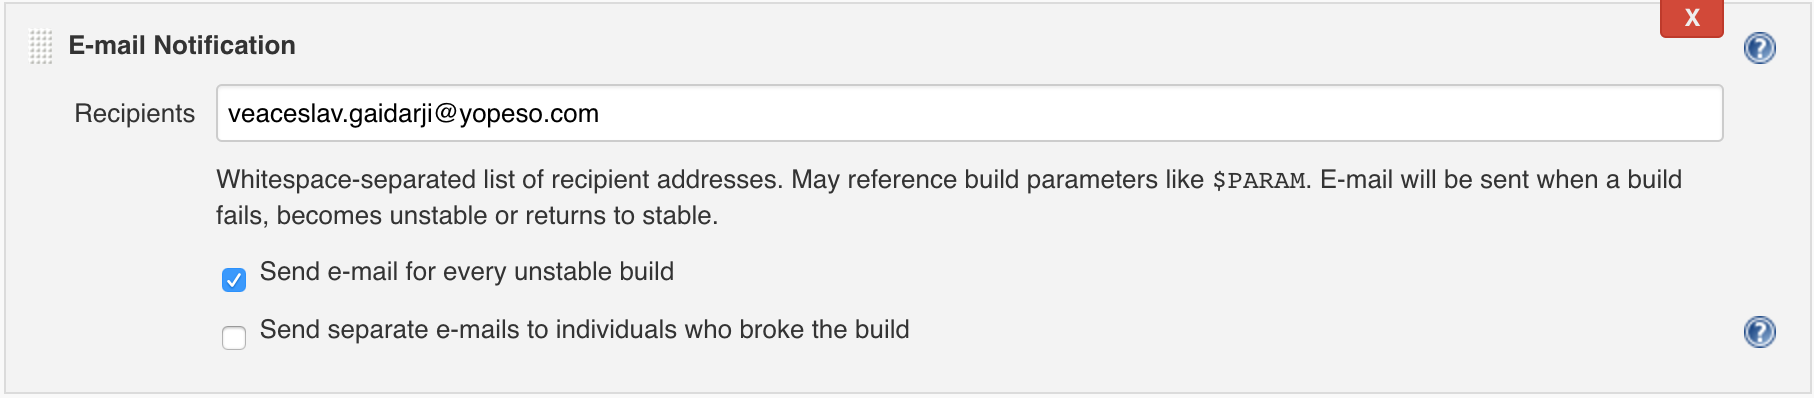 X
E-mail Notification
?
Recipients veaceslav.gaidarji@yopeso.com
Whitespace-separated list of recipient addresses. May reference build parameters like $PARAM. E-mail will be sent when a build
fails, becomes unstable or returns to stable.
Send e-mail for every unstable build
Send separate e-mails to individuals who broke the build
?